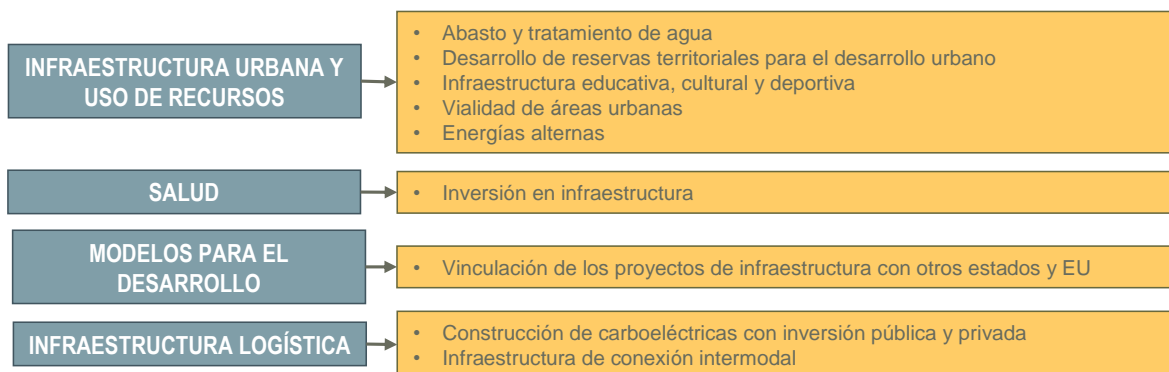 INFRAESTRUCTURA URBANA Y
USO DE RECURSOS
• Abasto y tratamiento de agua
• Desarrollo de reservas territoriales para el desarrollo urbano
• Infraestructura educativa, cultural y deportiva
• Vialidad de áreas urbanas
• Energías alternas
SALUD
• Inversión en infraestructura
MODELOS PARA EL
DESARROLLO
• Vinculación de los proyectos de infraestructura con otros estados y EU
INFRAESTRUCTURA LOGÍSTICA
• Construcción de carboeléctricas con inversión pública y privada
• Infraestructura de conexión intermodal